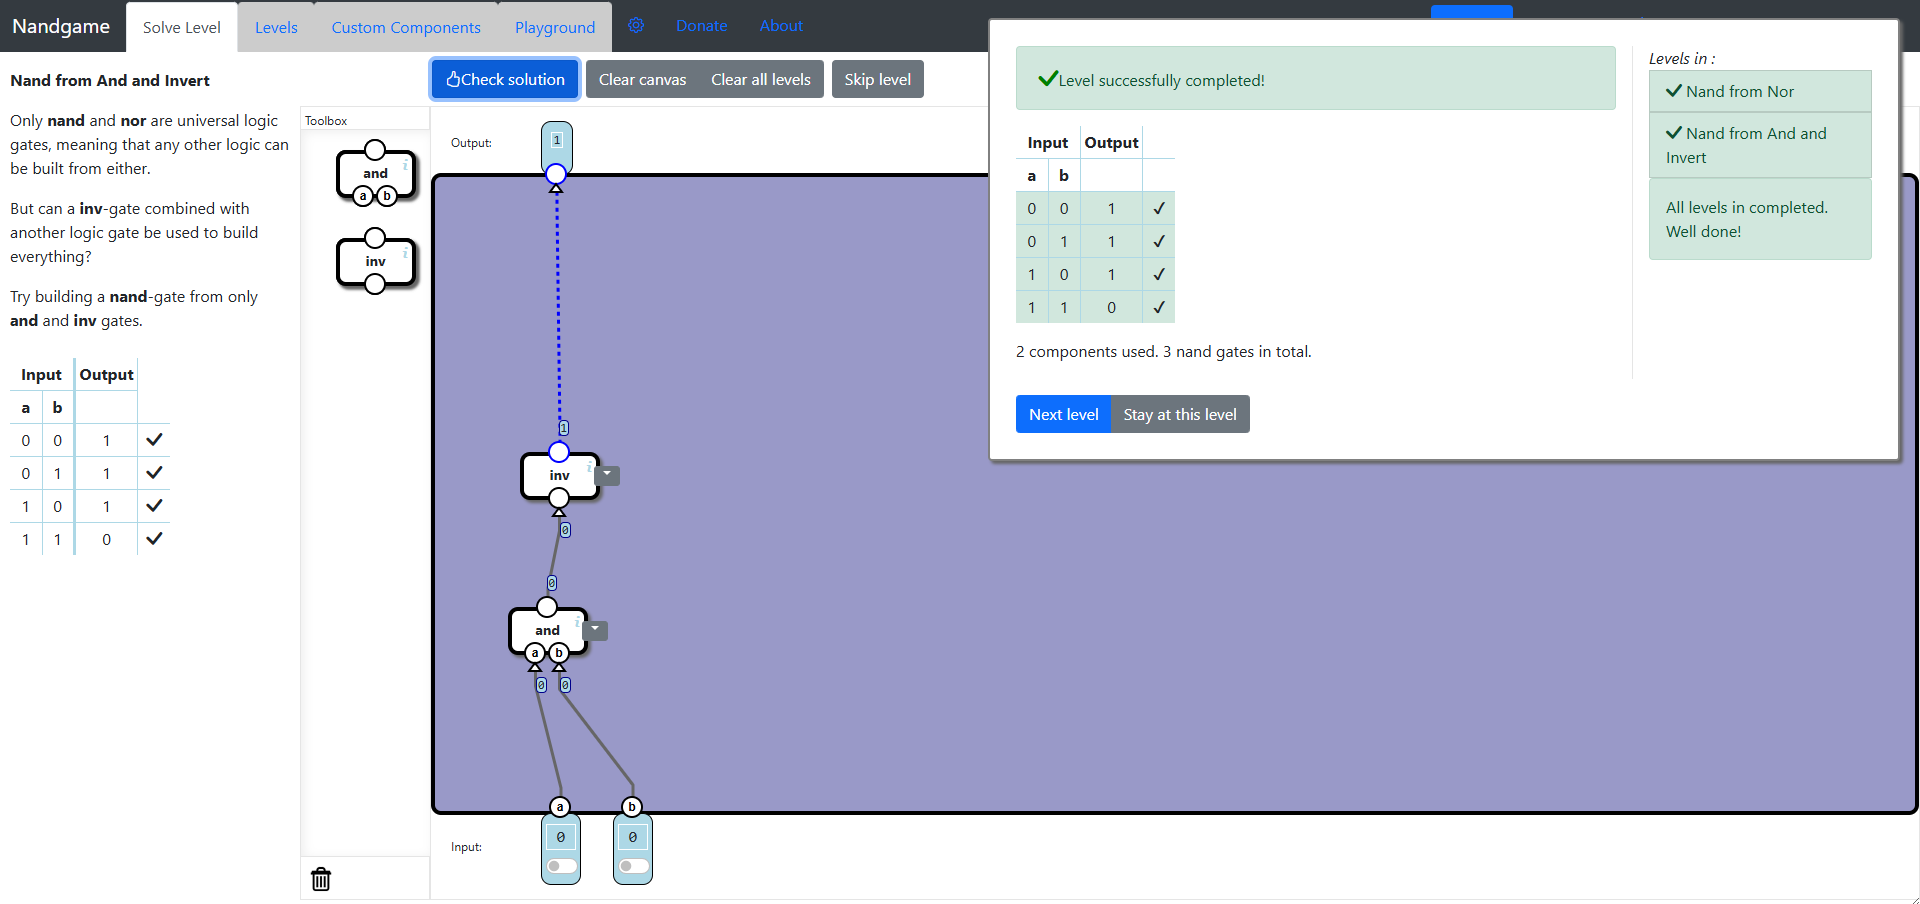 Nandgame
Solve Level
Levels
Custom Components
Playground
Donate
About
Nand from And and Invert
Only nand and nor are universal logic
gates, meaning that any other logic can
be built from either.
But can a inv-gate combined with
another logic gate be used to build
everything?
Try building a nand-gate from only
and and inv gates.
Input Output
a b
0 0 1
0 1 1
1 0 1
1 1 0
Check solution
Clear canvas
Clear all levels
Skip level
Toolbox
and
i
a b
inv
i
Output:
1
1
inv
i
0
0
and
i
a b
0 0
a b
Input:
0 0
Level successfully completed!
Input Output
a b
0 0 1
0 1 1
1 0 1
1 1 0
2 components used. 3 nand gates in total.
Next level
Stay at this level
Levels in :
Nand from Nor
Nand from And and
Invert
All levels in completed.
Well done!